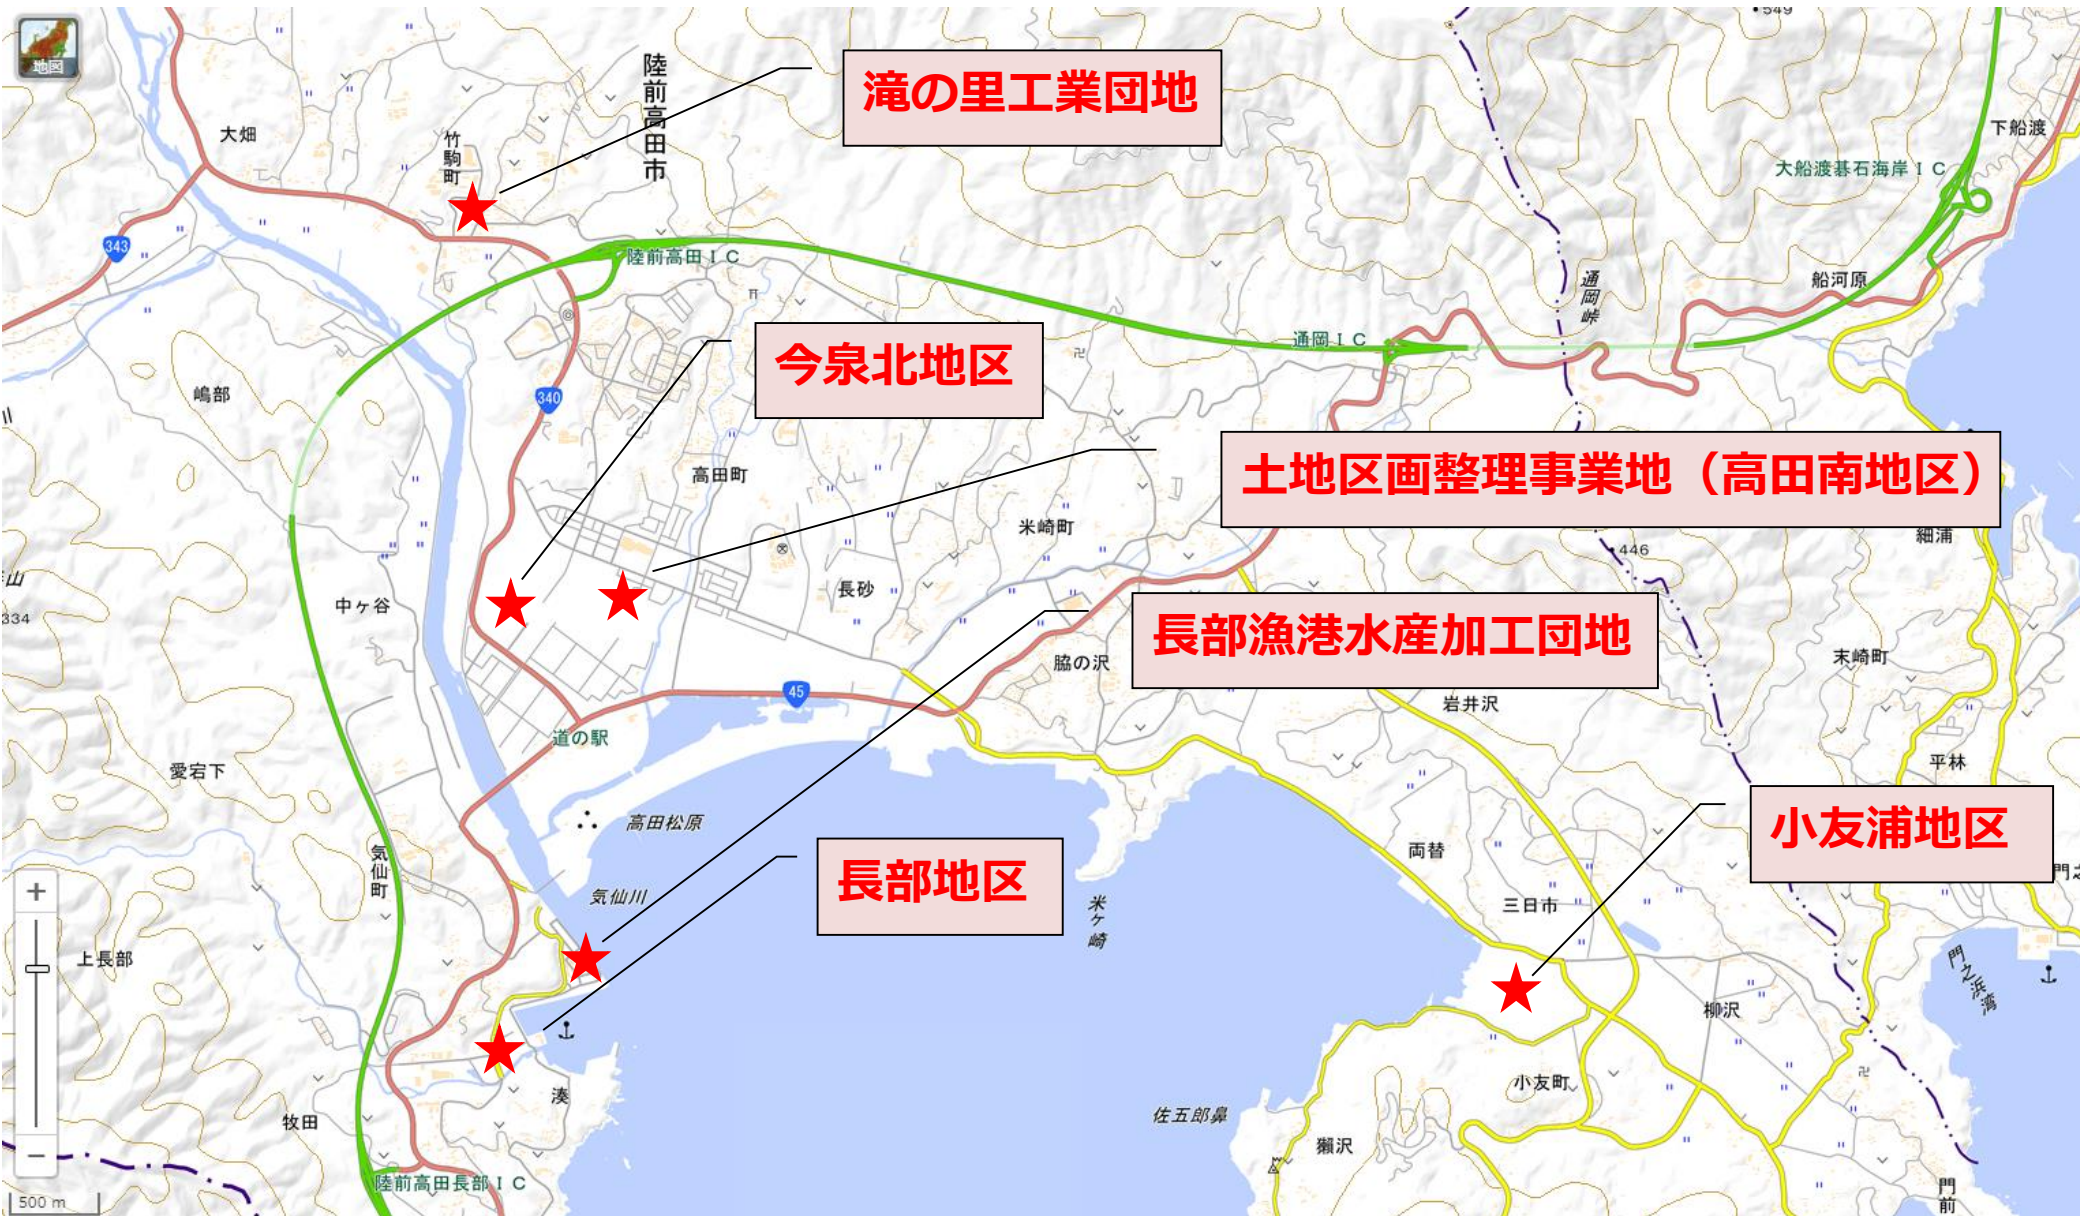 549
地図
陸前高田市
滝の里工業団地
大畑
竹駒町
下船渡
大船渡碁石海岸IC
343
陸前高田IC
通岡峠
船河原
通岡IC
今泉北地区
嶋部
340
川
土地区画整理事業地（高田南地区）
高田町
米崎町
細浦
446
山
334
中ヶ谷
長砂
長部漁港水産加工団地
脇の沢
末崎町
45
岩井沢
道の駅
愛宕下
平林
高田松原
小友浦地区
両替
気仙町
長部地区
気仙川
米ヶ崎
三日市
上長部
門之浜湾
柳沢
小友町
湊
佐五郎鼻
牧田
獺沢
陸前高田長部IC
門前
500 m